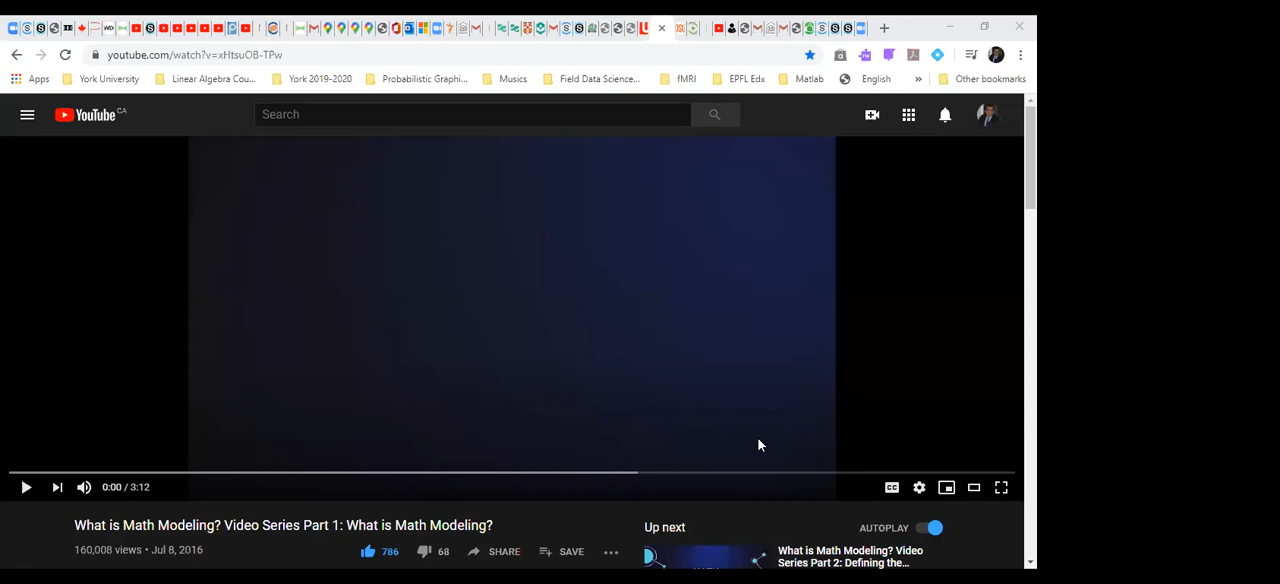 youtube.com/watch?v=xHtsuOB-TPw
Apps York University Linear Algebra Cou... York 2019-2020 Probabilistic Graphi... Musics Field Data Science... fMRI EPFL Edx Matlab English » Other bookmarks
YouTube CA Search
0:00 / 3:12 CC
What is Math Modeling? Video Series Part 1: What is Math Modeling?
160,008 views • Jul 8, 2016 786 68 SHARE SAVE
Up next AUTOPLAY
What is Math Modeling? Video
Series Part 2: Defining the...